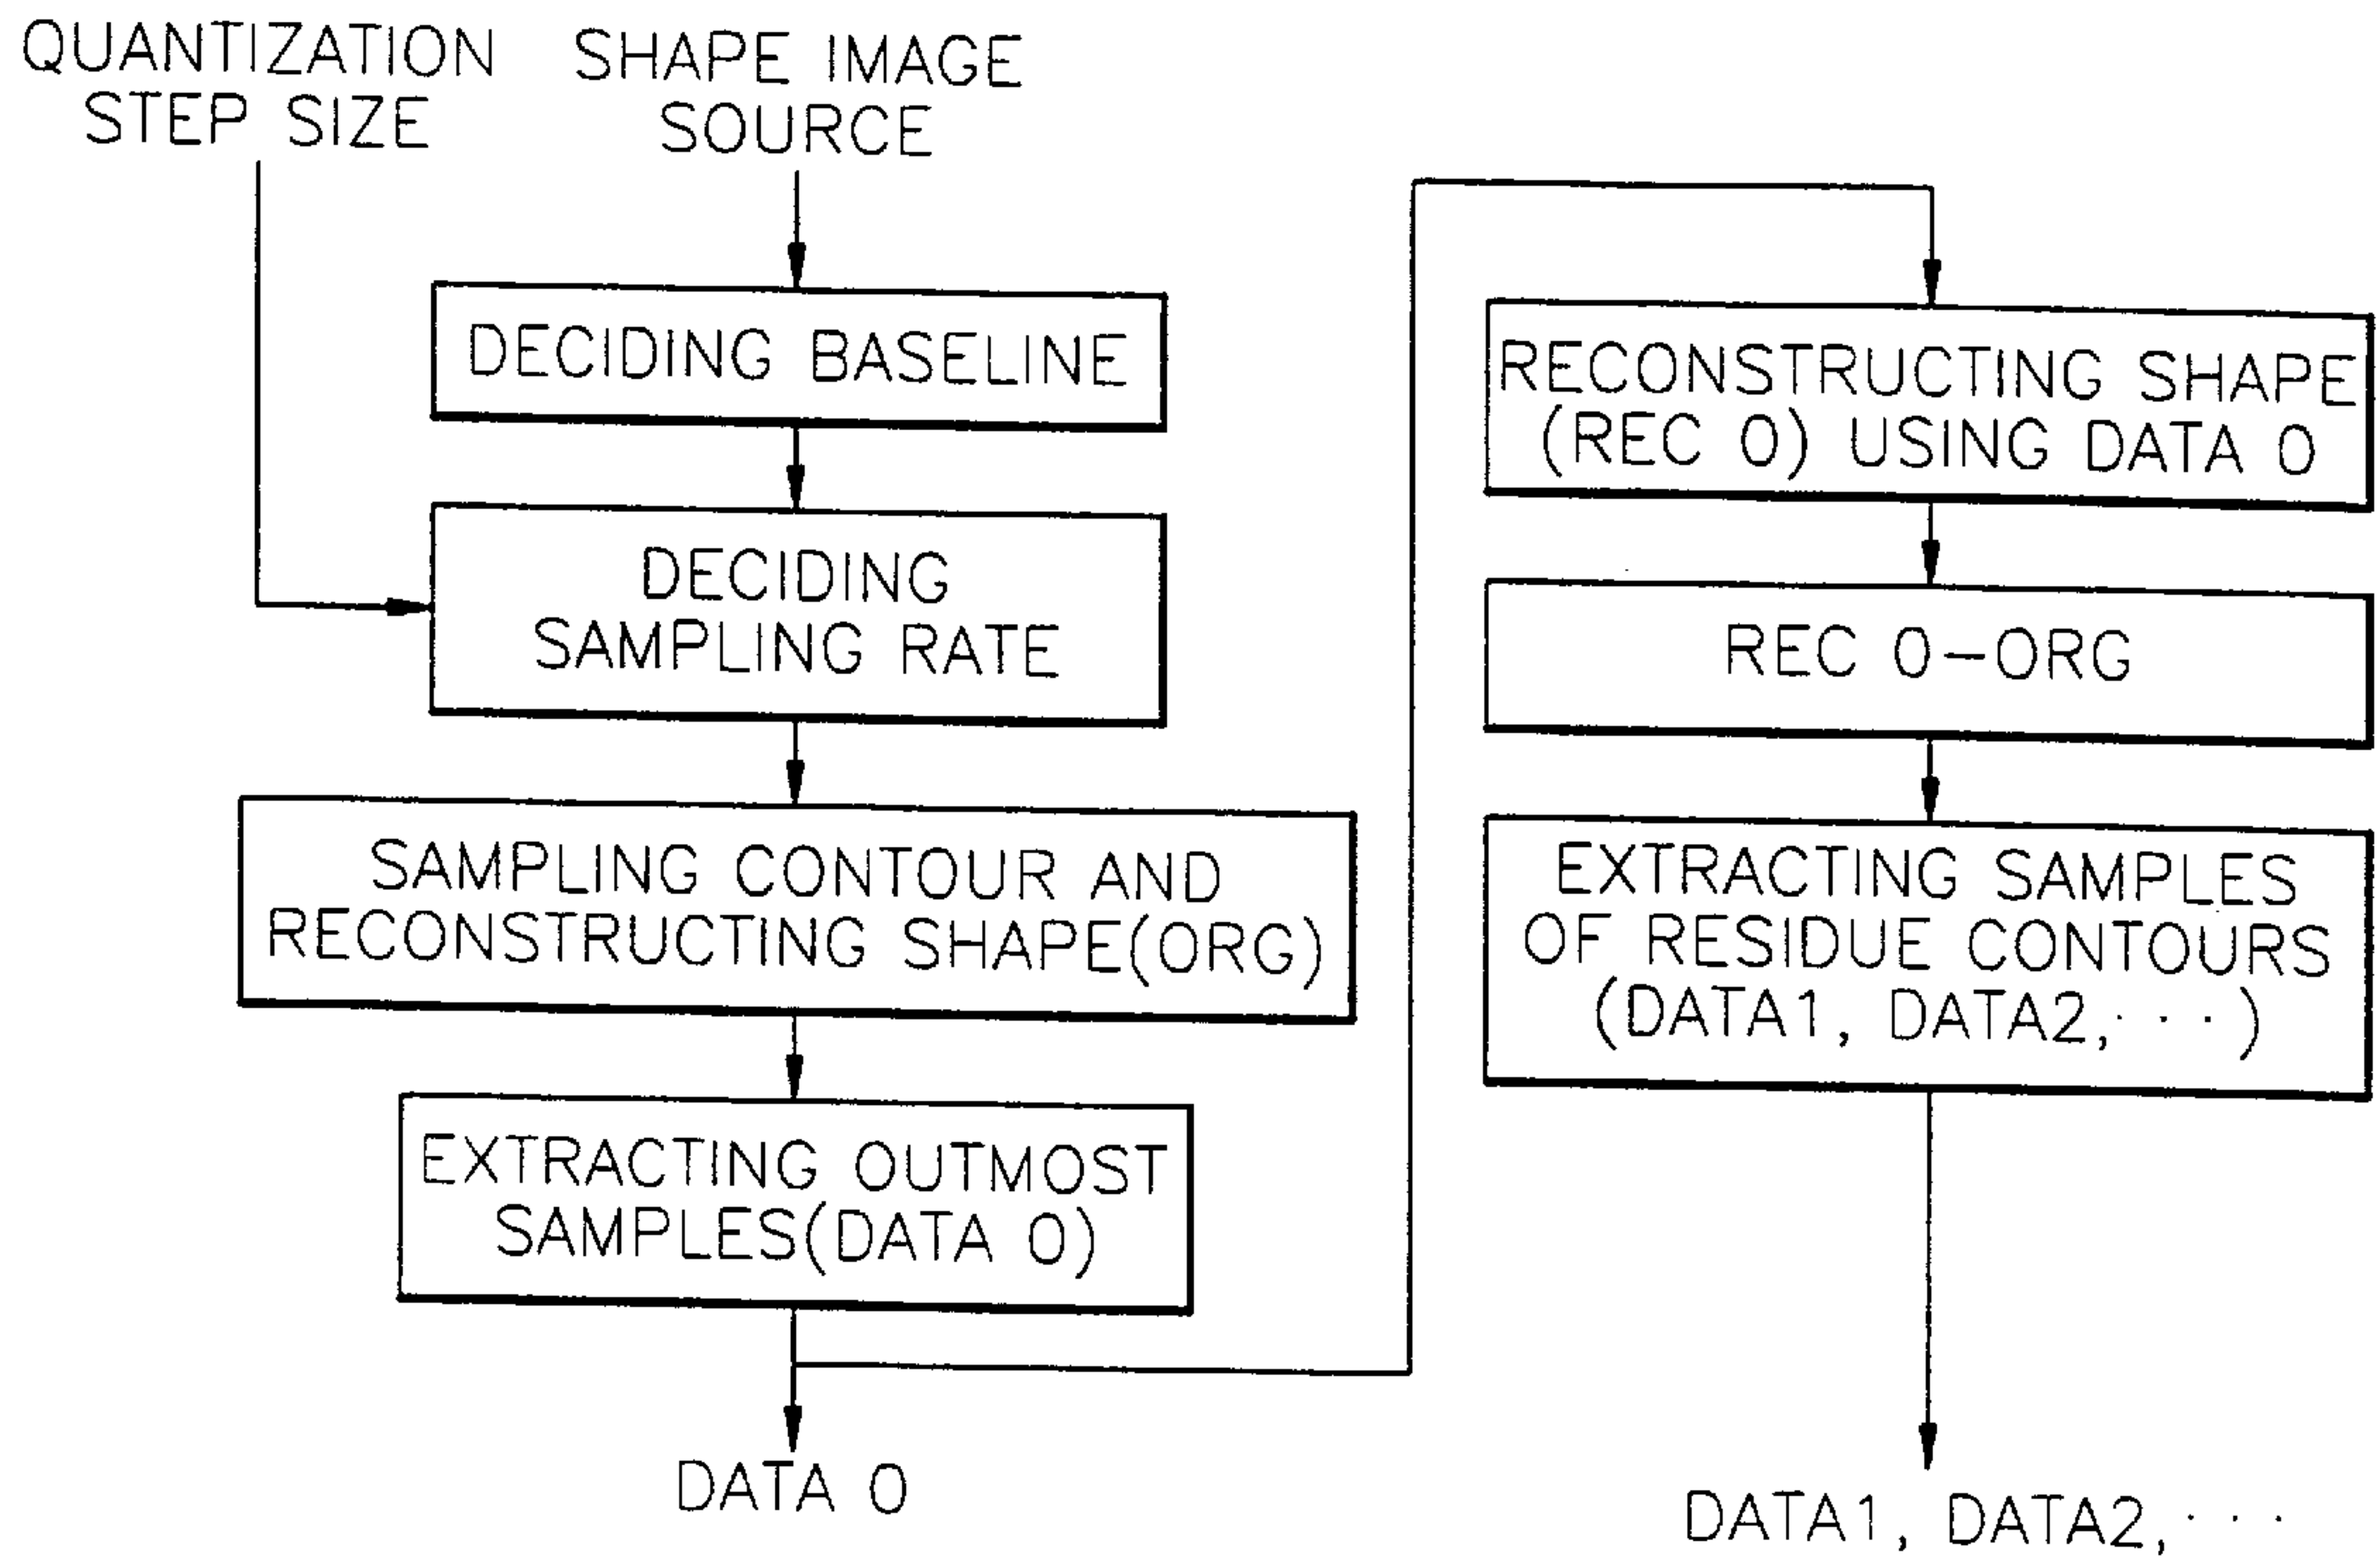 QUANTIZATION
STEP SIZE
SHAPE IMAGE
SOURCE
DECIDING BASELINE
DECIDING
SAMPLING RATE
SAMPLING CONTOUR AND
RECONSTRUCTING SHAPE(ORG)
EXTRACTING OUTMOST
SAMPLES(DATA 0)
DATA 0
RECONSTRUCTING SHAPE
(REC 0) USING DATA 0
REC 0-ORG
EXTRACTING SAMPLES
OF RESIDUE CONTOURS
(DATA1, DATA2,···)
DATA1, DATA2,···